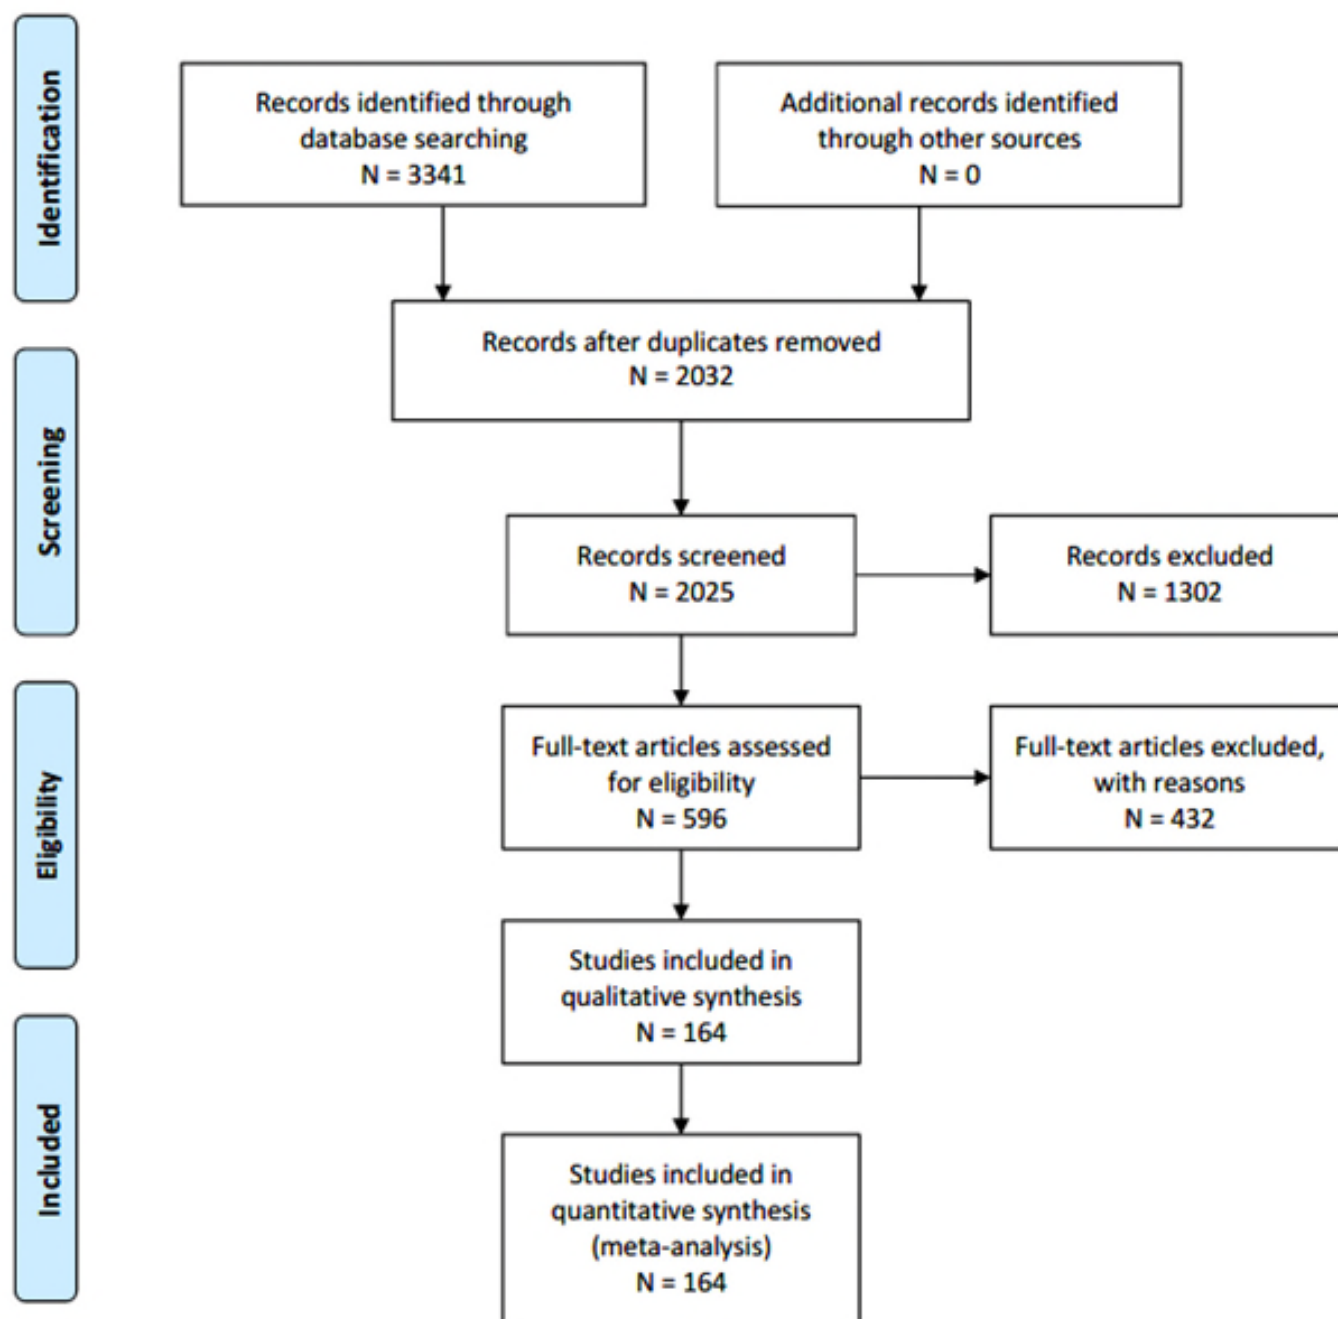 Identification
Records identified through
database searching
N = 3341
Additional records identified
through other sources
N = 0
Records after duplicates removed
N = 2032
Screening
Records screened
N = 2025
Records excluded
N = 1302
Eligibility
Full-text articles assessed
for eligibility
N = 596
Full-text articles excluded,
with reasons
N = 432
Studies included in
qualitative synthesis
N = 164
Included
Studies included in
quantitative synthesis
(meta-analysis)
N = 164